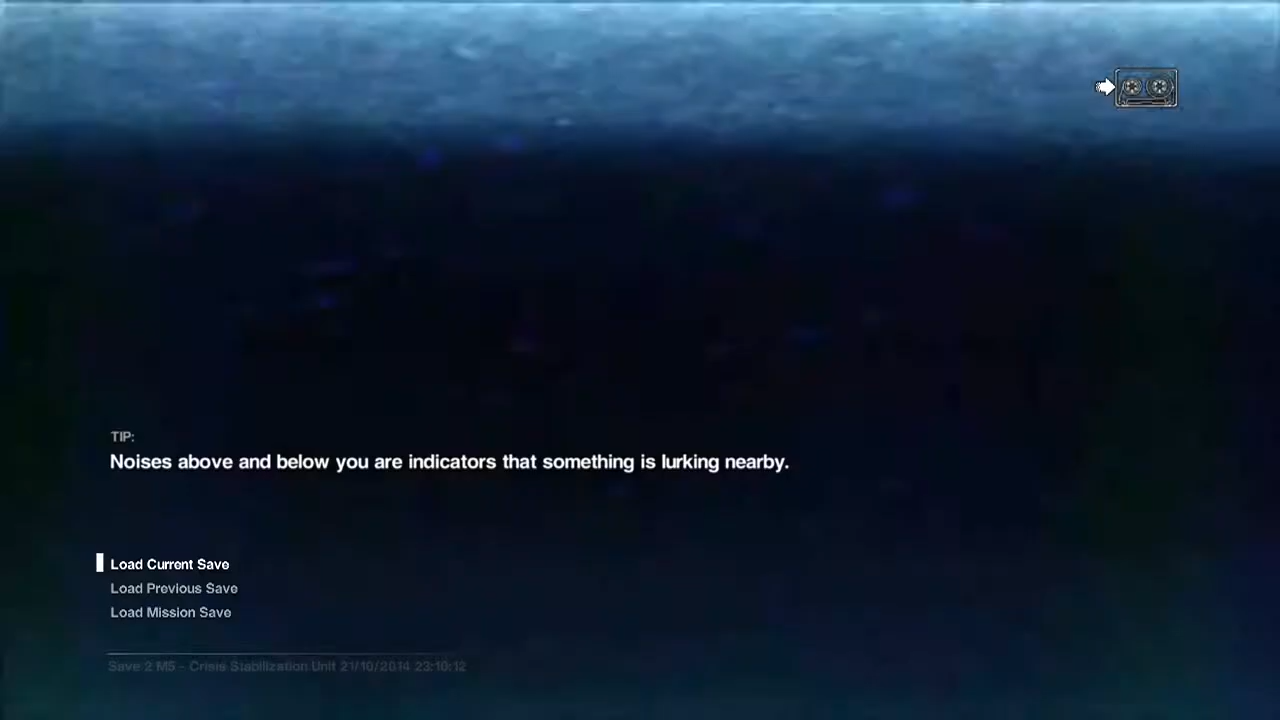 TIP:
Noises above and below you are indicators that something is lurking nearby.
Load Current Save
Load Previous Save
Load Mission Save
Save 2 M5 - Crisis Stabilization Unit 21/10/2014 23:10:12